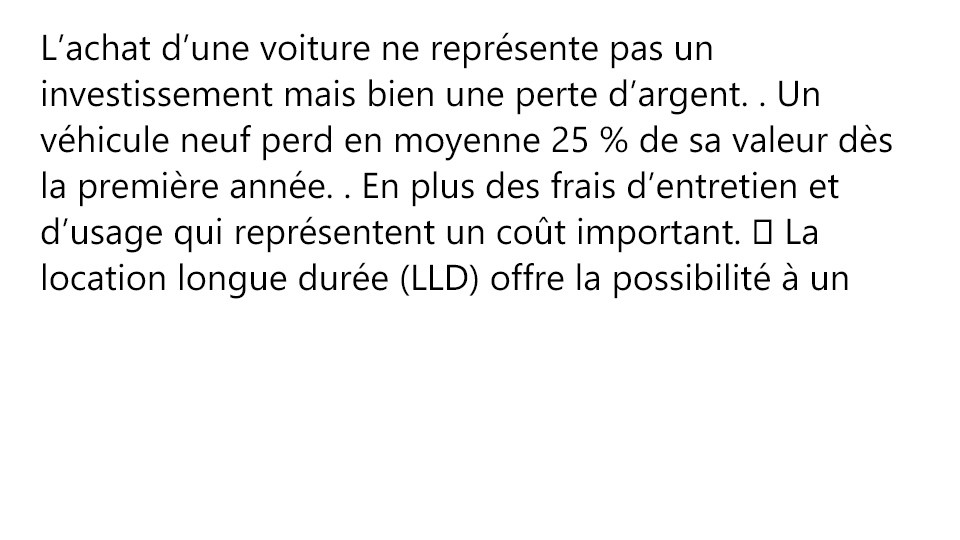 L’achat d’une voiture ne représente pas un
investissement mais bien une perte d’argent. . Un
véhicule neuf perd en moyenne 25 % de sa valeur dès
la première année. . En plus des frais d’entretien et
d’usage qui représentent un coût important. ▯ La
location longue durée (LLD) offre la possibilité à un